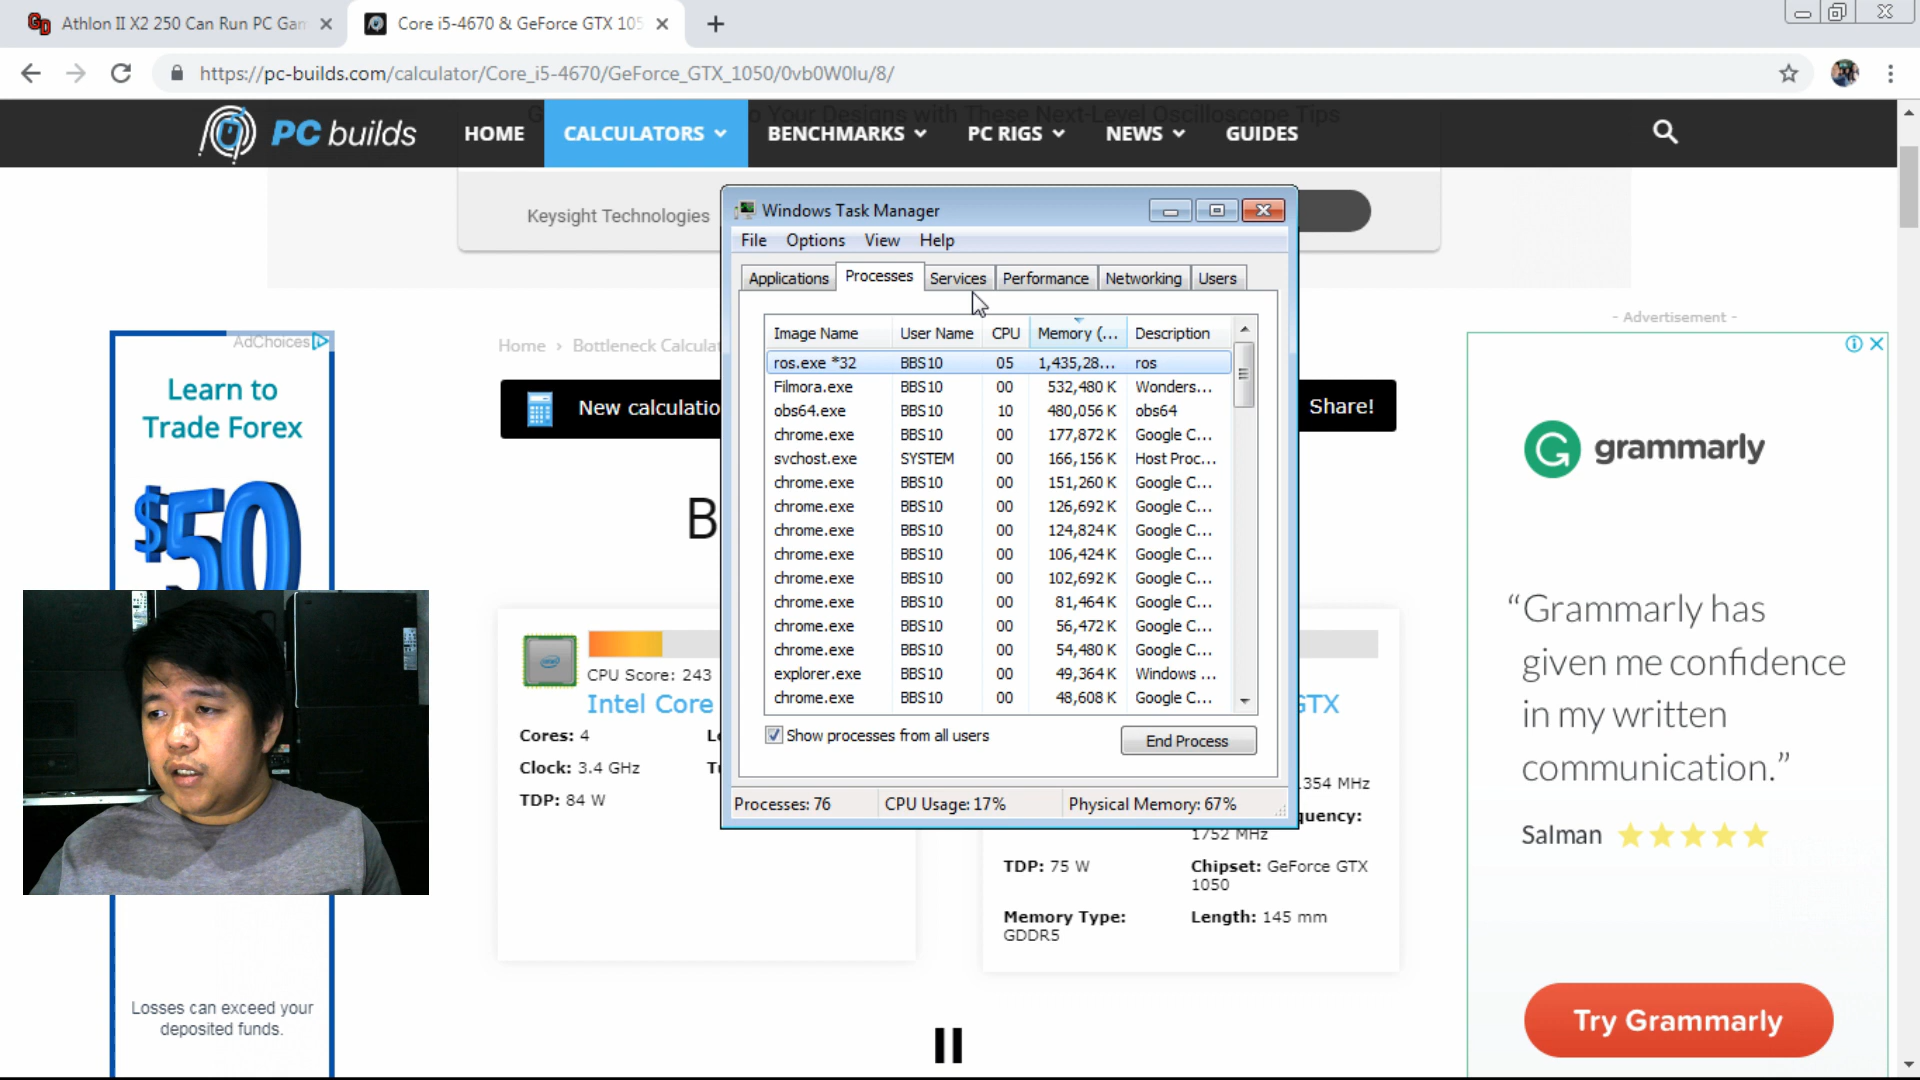 Athlon II X2 250 Can Run PC Gam
Core i5-4670 & GeForce GTX 105
https://pc-builds.com/calculator/Core_i5-4670/GeForce_GTX_1050/0vb0W0lu/8/
o Your Designs with These Next-Level Oscilloscope Tips
PC builds
HOME
CALCULATORS
BENCHMARKS
PC RIGS
NEWS
GUIDES
Keysight Technologies
Windows Task Manager
File Options View Help
Applications Processes Services Performance Networking Users
Image Name User Name CPU Memory (... Description
ros.exe *32 BBS10 05 1,435,28... ros
Filmora.exe BBS10 00 532,480 K Wonders...
obs64.exe BBS10 10 480,056 K obs64
chrome.exe BBS10 00 177,872 K Google C...
svchost.exe SYSTEM 00 166,156 K Host Proc...
chrome.exe BBS10 00 151,260 K Google C...
chrome.exe BBS10 00 126,692 K Google C...
chrome.exe BBS10 00 124,824 K Google C...
chrome.exe BBS10 00 106,424 K Google C...
chrome.exe BBS10 00 102,692 K Google C...
chrome.exe BBS10 00 81,464 K Google C...
chrome.exe BBS10 00 56,472 K Google C...
chrome.exe BBS10 00 54,480 K Google C...
explorer.exe BBS10 00 49,364 K Windows ...
chrome.exe BBS10 00 48,608 K Google C...
Show processes from all users
End Process
Processes: 76 CPU Usage: 17% Physical Memory: 67%
AdChoices
Learn to
Trade Forex
$50
Losses can exceed your
deposited funds.
Home › Bottleneck Calcula
New calculatio
Share!
B
CPU Score: 243
Intel Core
Cores: 4
Clock: 3.4 GHz
TDP: 84 W
GTX
1354 MHz
quency:
1752 MHz
TDP: 75 W
Chipset: GeForce GTX
1050
Memory Type:
GDDR5
Length: 145 mm
- Advertisement -
grammarly
“Grammarly has
given me confidence
in my written
communication.”
Salman
Try Grammarly